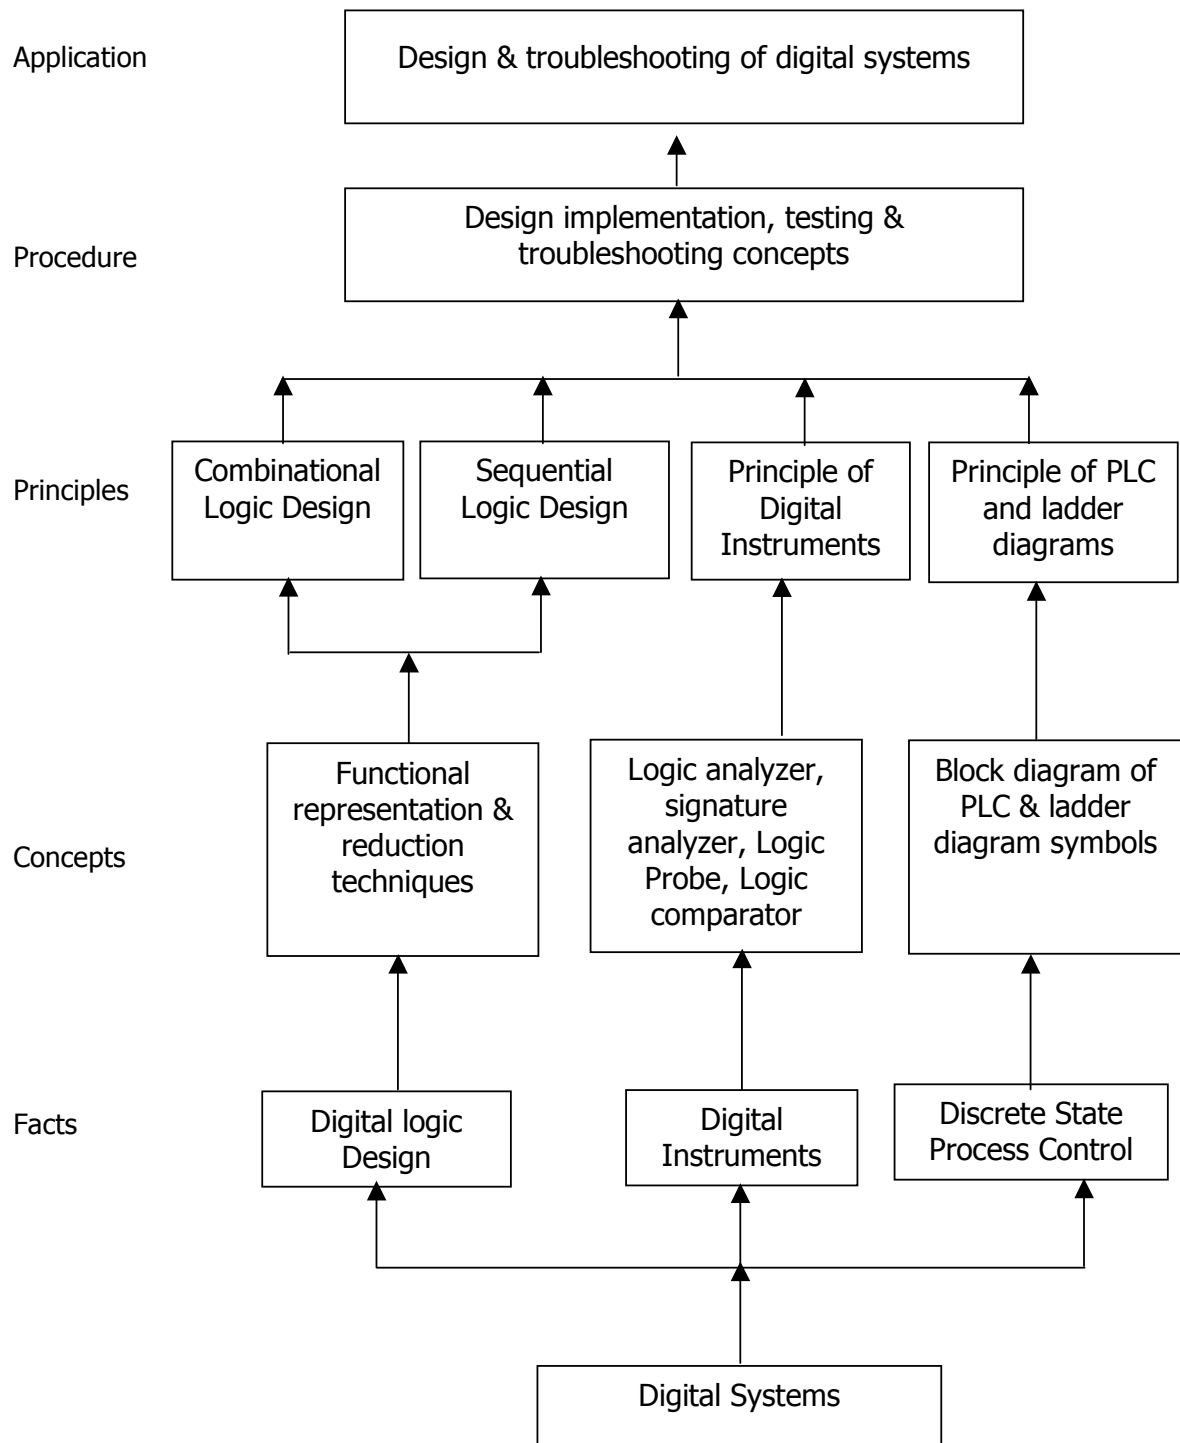 Application
Design & troubleshooting of digital systems
Procedure
Design implementation, testing &
troubleshooting concepts
Principles
Combinational
Logic Design
Sequential
Logic Design
Principle of
Digital
Instruments
Principle of PLC
and ladder
diagrams
Concepts
Functional
representation &
reduction
techniques
Logic analyzer,
signature
analyzer, Logic
Probe, Logic
comparator
Block diagram of
PLC & ladder
diagram symbols
Facts
Digital logic
Design
Digital
Instruments
Discrete State
Process Control
Digital Systems